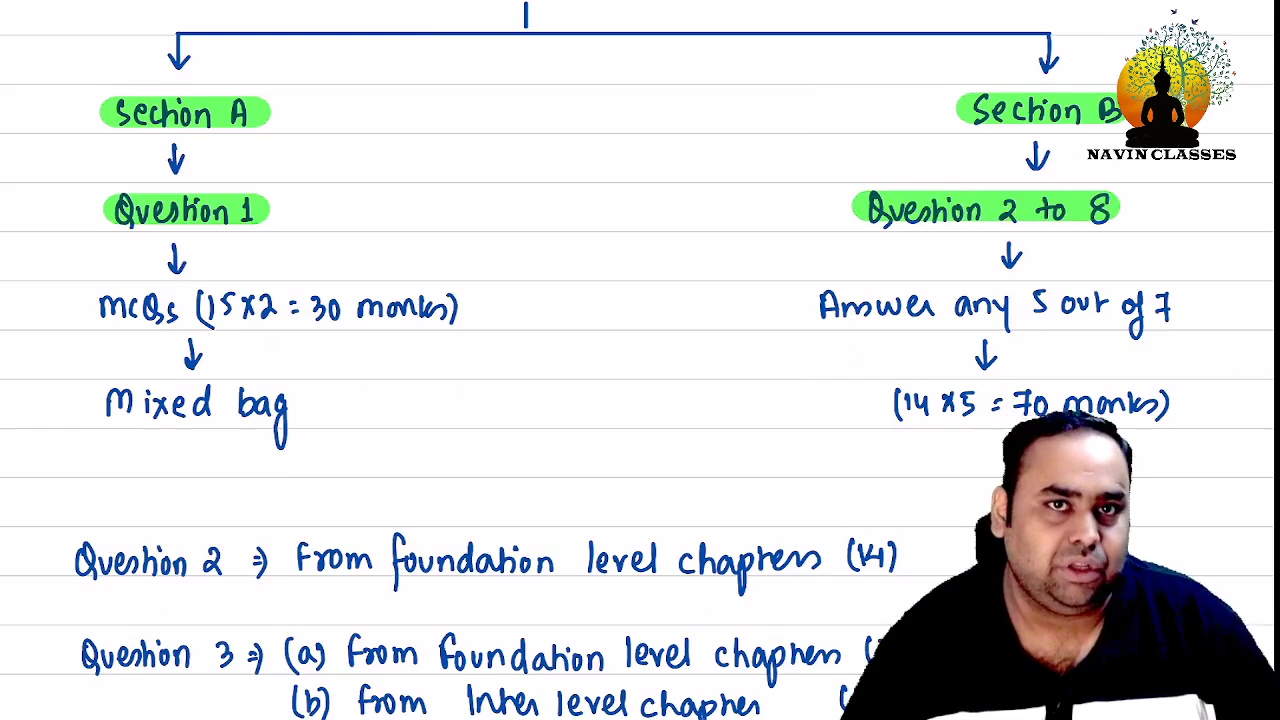 Section A
Section B
NAVIN CLASSES
Question 1
Question 2 to 8
MCQs (15x2 = 30 marks)
Answer any 5 out of 7
Mixed bag
(14 x 5 = 70 marks)
Question 2 ⇒ From foundation level chapters (14)
Question 3 ⇒ (a) From foundation level chapters
(b) From Inter level chapter